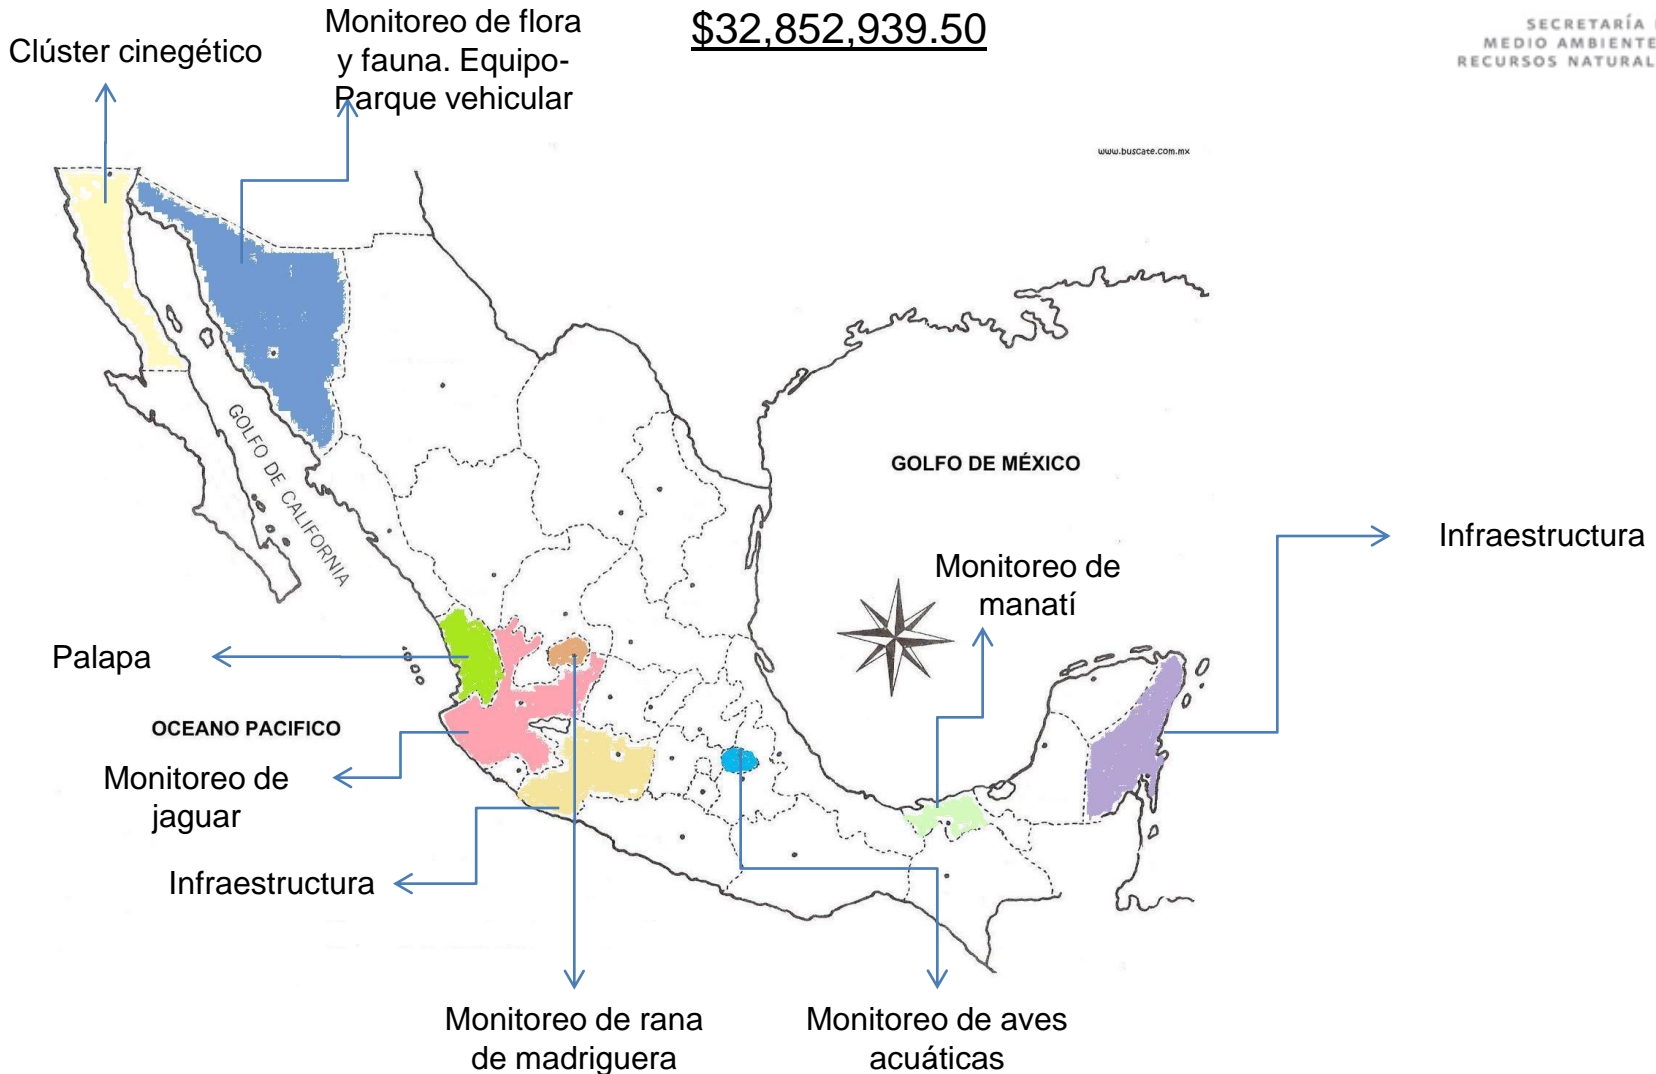 $32,852,939.50
SECRETARÍA
MEDIO AMBIENTE
RECURSOS
Clúster cinegético
Monitoreo de flora
y fauna. Equipo-
Parque vehicular
www.buscate.com.mx
GOLFO DE CALIFORNIA
GOLFO DE MÉXICO
Infraestructura
Monitoreo de
manatí
Palapa
OCEANO PACIFICO
Monitoreo de
jaguar
Infraestructura
Monitoreo de rana
de madriguera
Monitoreo de aves
acuáticas